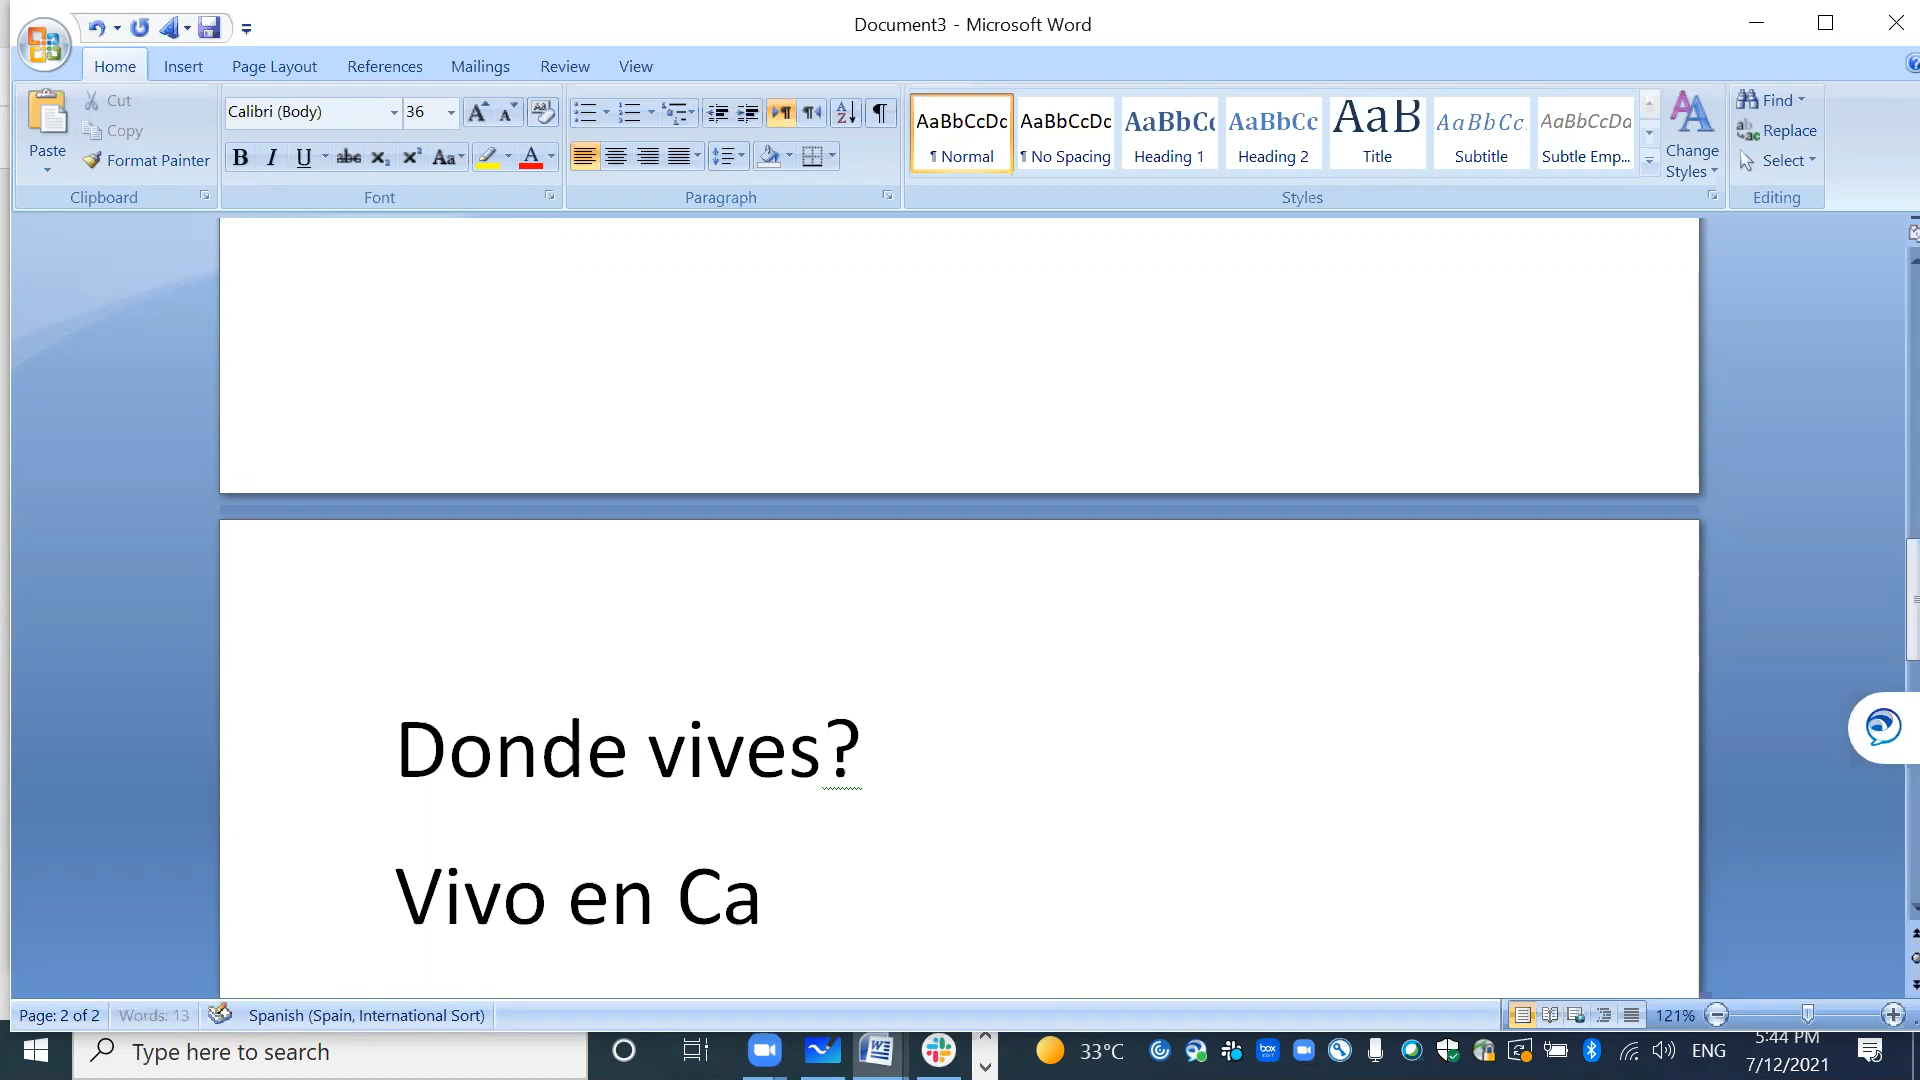 Document3 - Microsoft Word
Home Insert Page Layout References Mailings Review View
Cut
Copy
Format Painter
Paste
Clipboard
Calibri (Body) 36
Font
Paragraph
AaBbCcDc AaBbCcDc AaBbCc AaBbCc AaB AaBbCc. AaBbCcDa
¶ Normal ¶ No Spacing Heading 1 Heading 2 Title Subtitle Subtle Emp...
Change Styles
Styles
Find
Replace
Select
Editing
Donde vives?
Vivo en Ca
Page: 2 of 2 Words: 13 Spanish (Spain, International Sort) 121%
Type here to search 33°C ENG 5:44 PM
7/12/2021